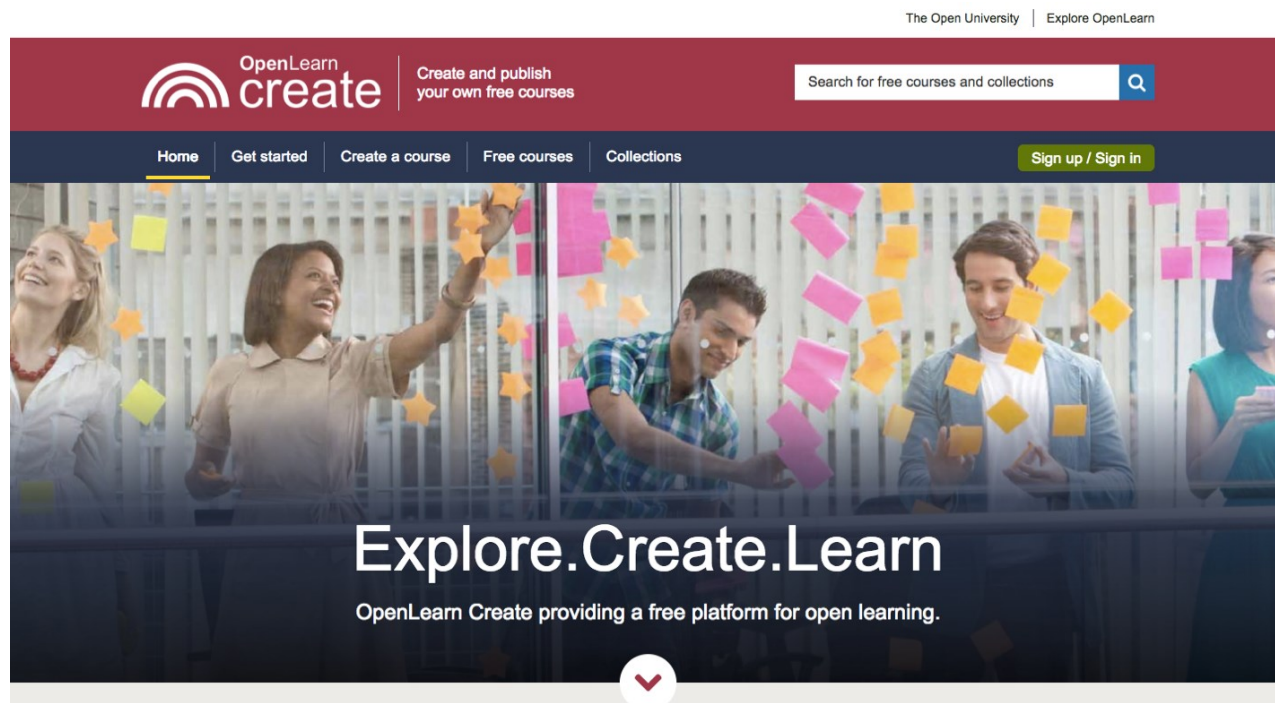 The Open University
Explore OpenLearn
OpenLearn
create
Create and publish
your own free courses
Search for free courses and collections
Home
Get started
Create a course
Free courses
Collections
Sign up / Sign in
Explore.Create.Learn
OpenLearn Create providing a free platform for open learning.